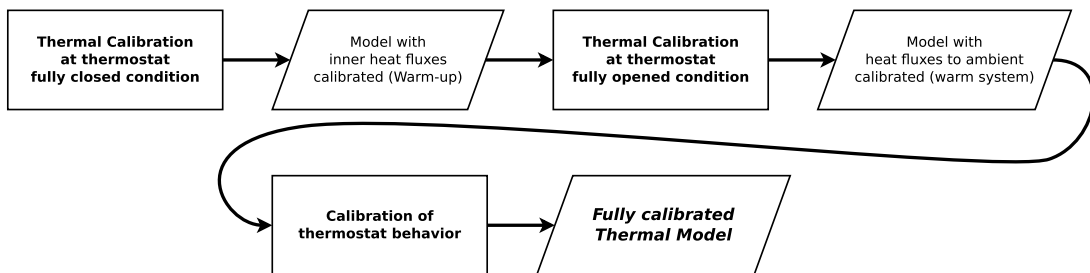 Thermal Calibration
at thermostat
fully closed condition
Model with
inner heat fluxes
calibrated (Warm-up)
Thermal Calibration
at thermostat
fully opened condition
Model with
heat fluxes to ambient
calibrated (warm system)
Calibration of
thermostat behavior
Fully calibrated
Thermal Model